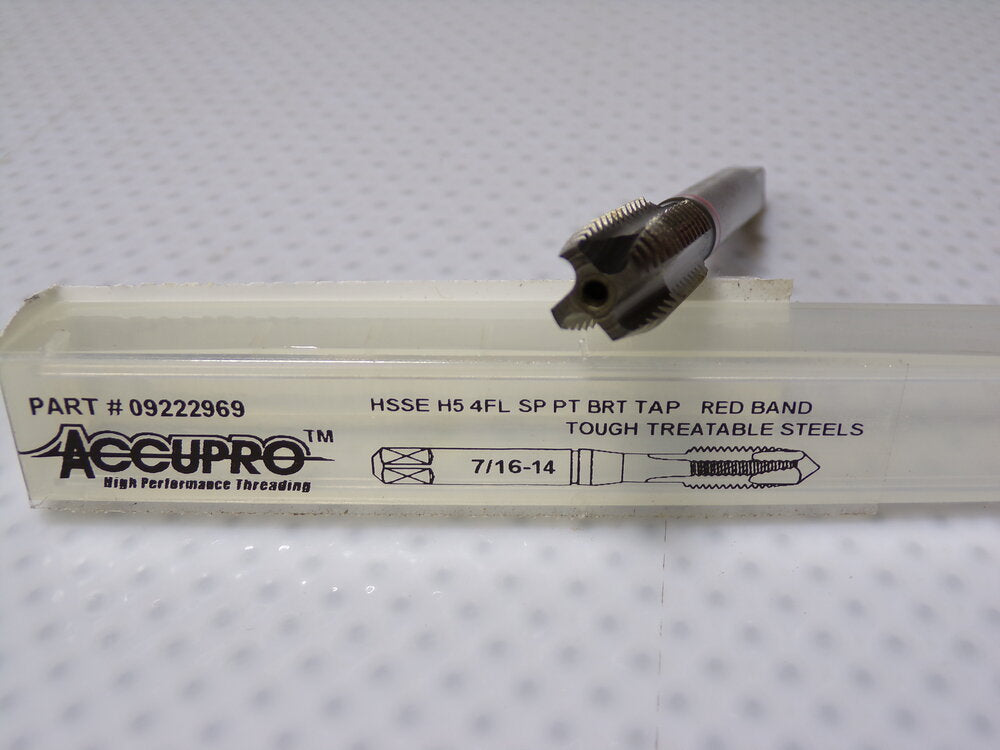 PART # 09222969
ACCUPRO™
High Performance Threading
HSSE H5 4FL SP PT BRT TAP RED BAND
TOUGH TREATABLE STEELS
7/16-14